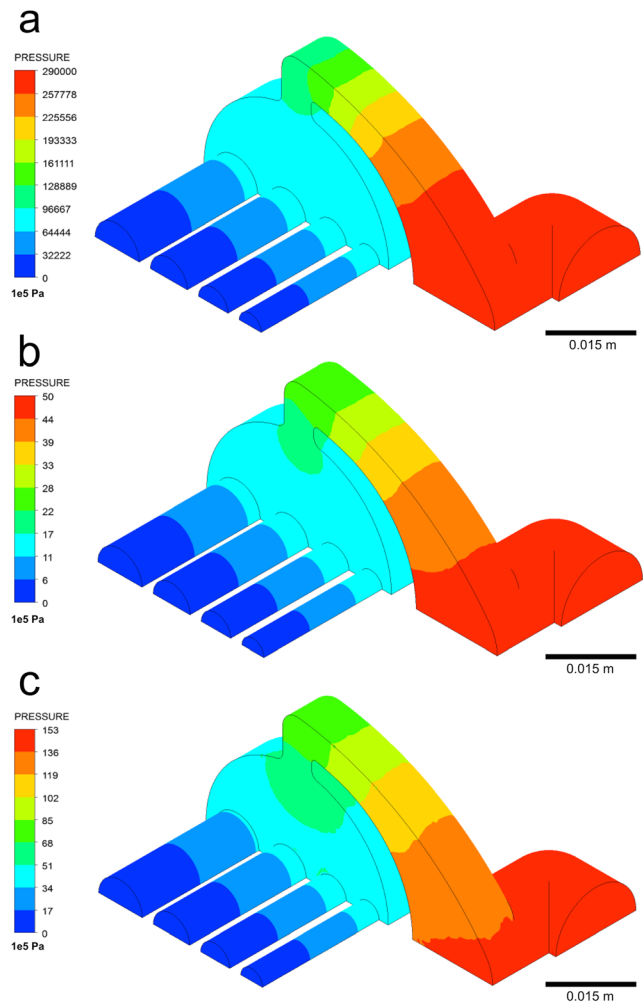 a
PRESSURE
290000
257778
225556
193333
161111
128889
96667
64444
32222
0
1e5 Pa
0.015 m
b
PRESSURE
50
44
39
33
28
22
17
11
6
0
1e5 Pa
0.015 m
c
PRESSURE
153
136
119
102
85
68
51
34
17
0
1e5 Pa
0.015 m